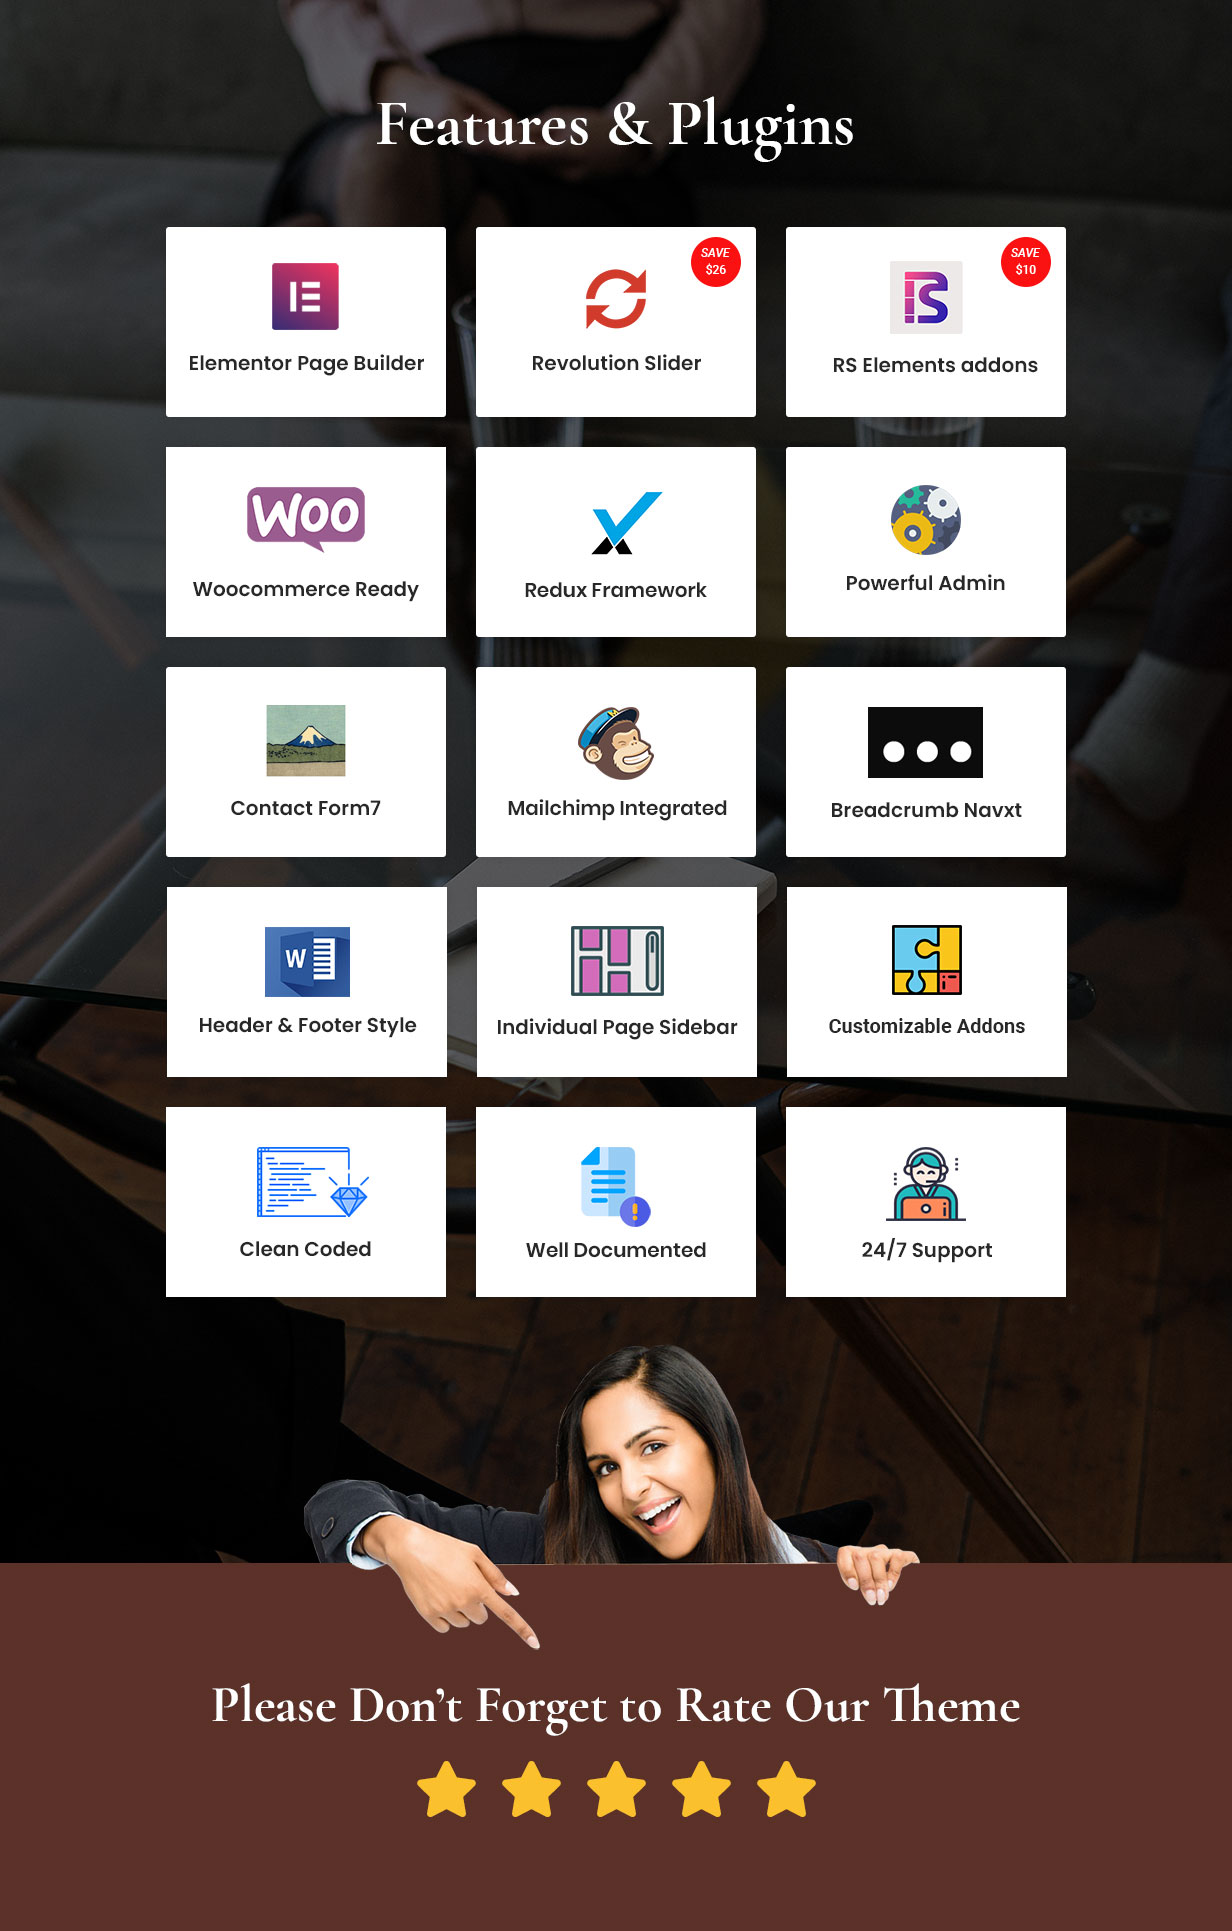 Features & Plugins
SAVE
$26
SAVE
$10
Elementor Page Builder
Revolution Slider
RS Elements addons
Woo
Woocommerce Ready
Redux Framework
Powerful Admin
Contact Form7
Mailchimp Integrated
Breadcrumb Navxt
W
Header & Footer Style
Individual Page Sidebar
Customizable Addons
Clean Coded
Well Documented
24/7 Support
Please Don’t Forget to Rate Our Theme